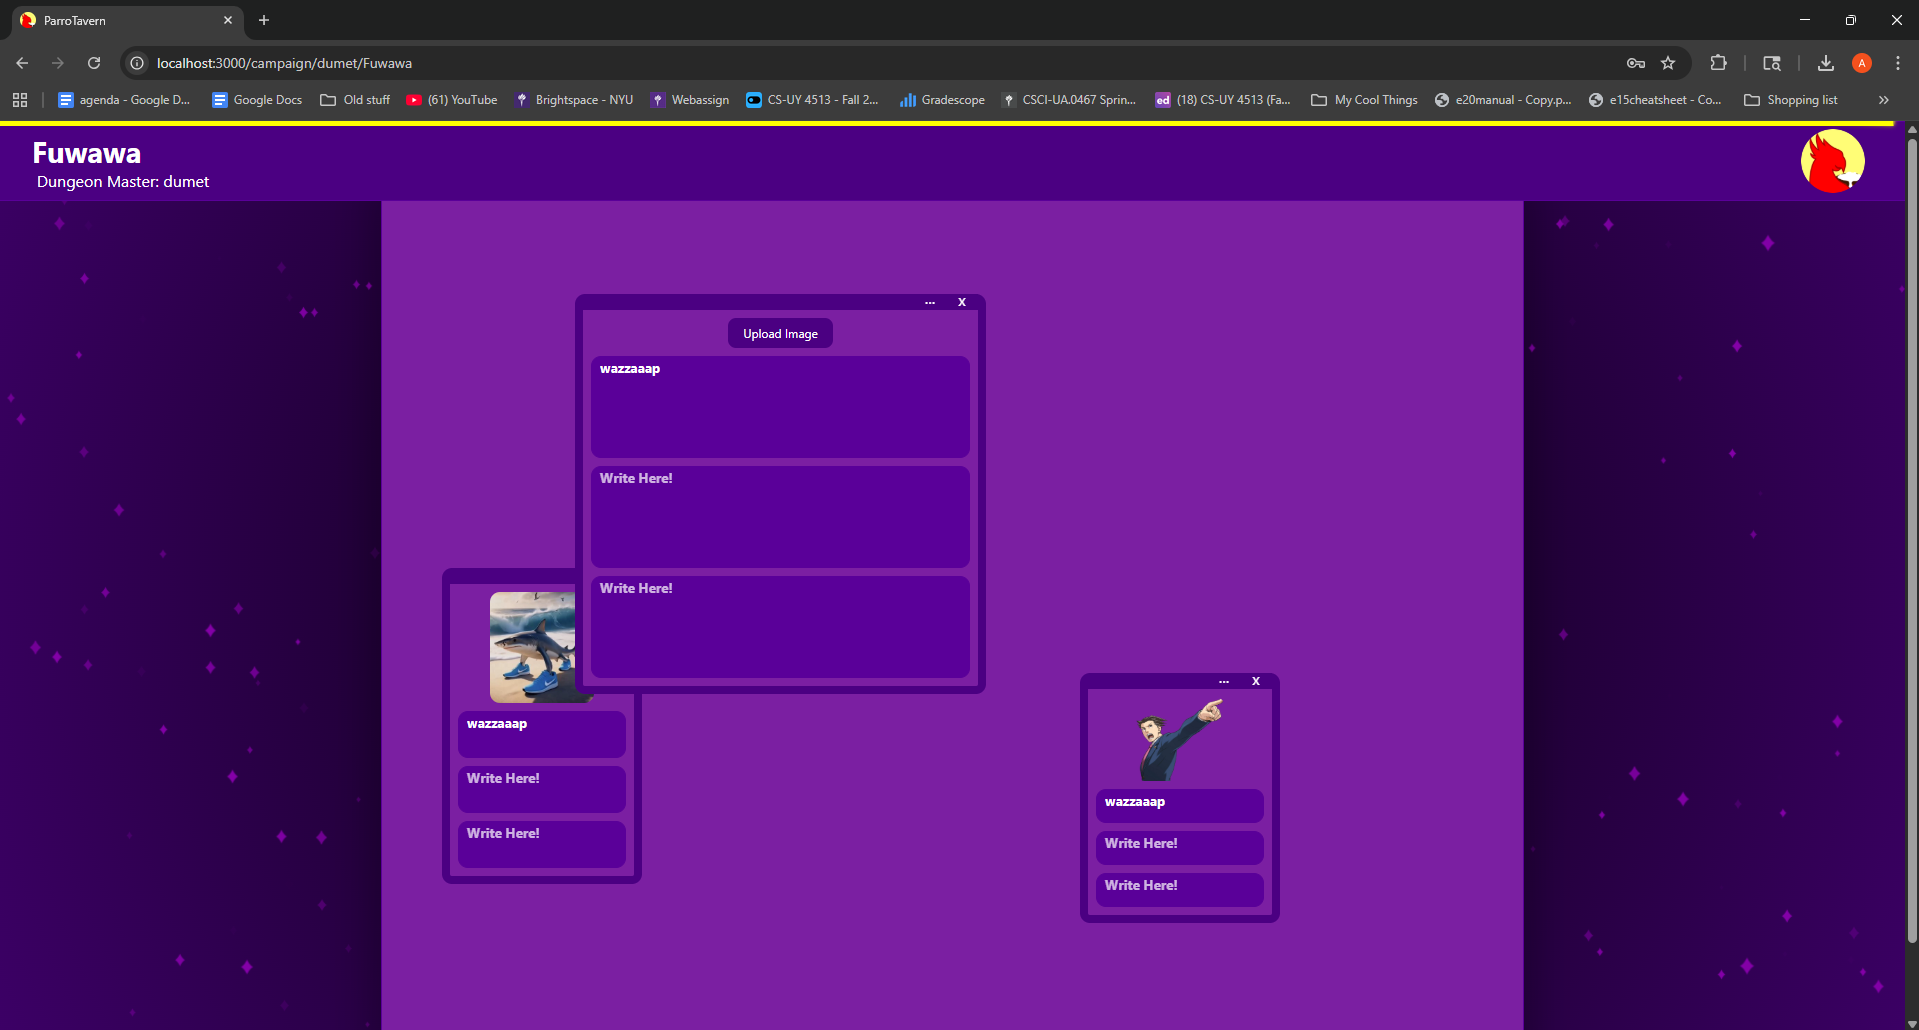 ParroTavern
localhost:3000/campaign/dumet/Fuwawa
A
agenda - Google D...
Google Docs
Old stuff
(61) YouTube
Brightspace - NYU
Webassign
CS-UY 4513 - Fall 2...
Gradescope
CSCI-UA.0467 Sprin...
ed
(18) CS-UY 4513 (Fa...
My Cool Things
e20manual - Copy.p...
e15cheatsheet - Co...
Shopping list
»
Fuwawa
Dungeon Master: dumet
... X
Upload Image
wazzaaap
Write Here!
Write Here!
wazzaaap
Write Here!
Write Here!
... X
wazzaaap
Write Here!
Write Here!